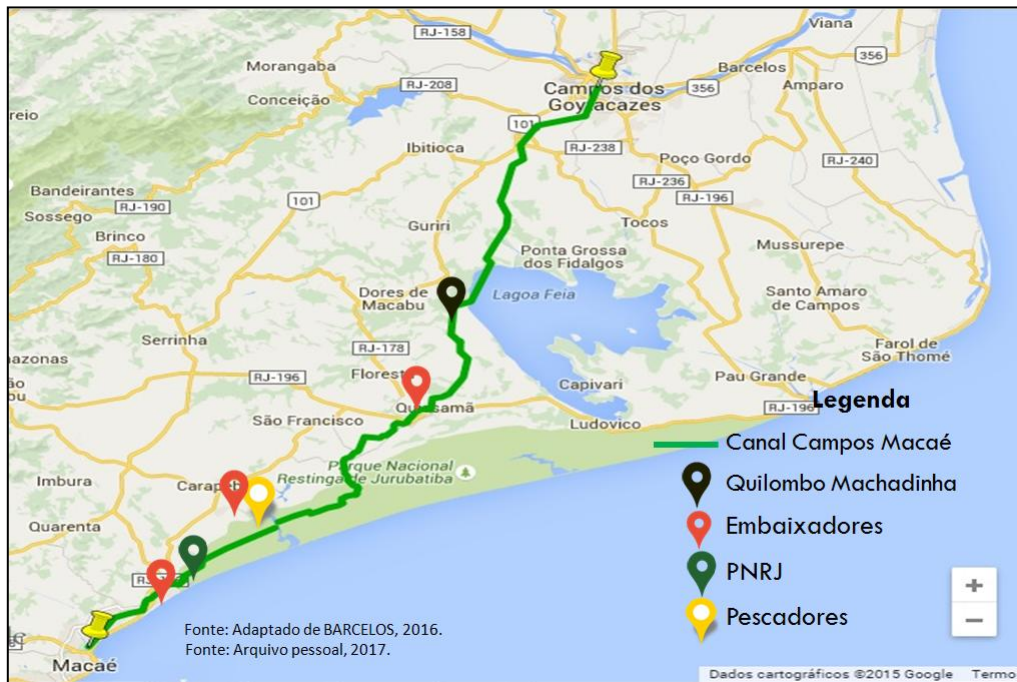 RJ-158
Viana
Morangaba
Barcelos
356
RJ-208
Campos dos
Goytacazes
356
Amparo
Conceição
101
Ibitioca
RJ-238
Poço Gordo
RJ-240
Bandeirantes
RJ-190
101
RJ-236
RJ-196
Sossego
Brinco
Guriri
Tocos
RJ-180
Ponta Grossa
dos Fidalgos
Mussurepe
Dores de
Macabu
Lagoa Feia
Santo Amaro
de Campos
Serrinha
RJ-178
Farol de
São Thomé
RJ-196
Capivari
Pau Grande
São Francisco
Ludovico
RJ-196
Legenda
Canal Campos Macaé
Parque Nacional
Restinga de Jurubatiba
Imbura
Quilombo Machadinha
Quarenta
Embaixadores
PNRJ
Pescadores
Fonte: Adaptado de BARCELOS, 2016.
Fonte: Arquivo pessoal, 2017.
Macaé
+
−
Dados cartográficos ©2015 Google Termo